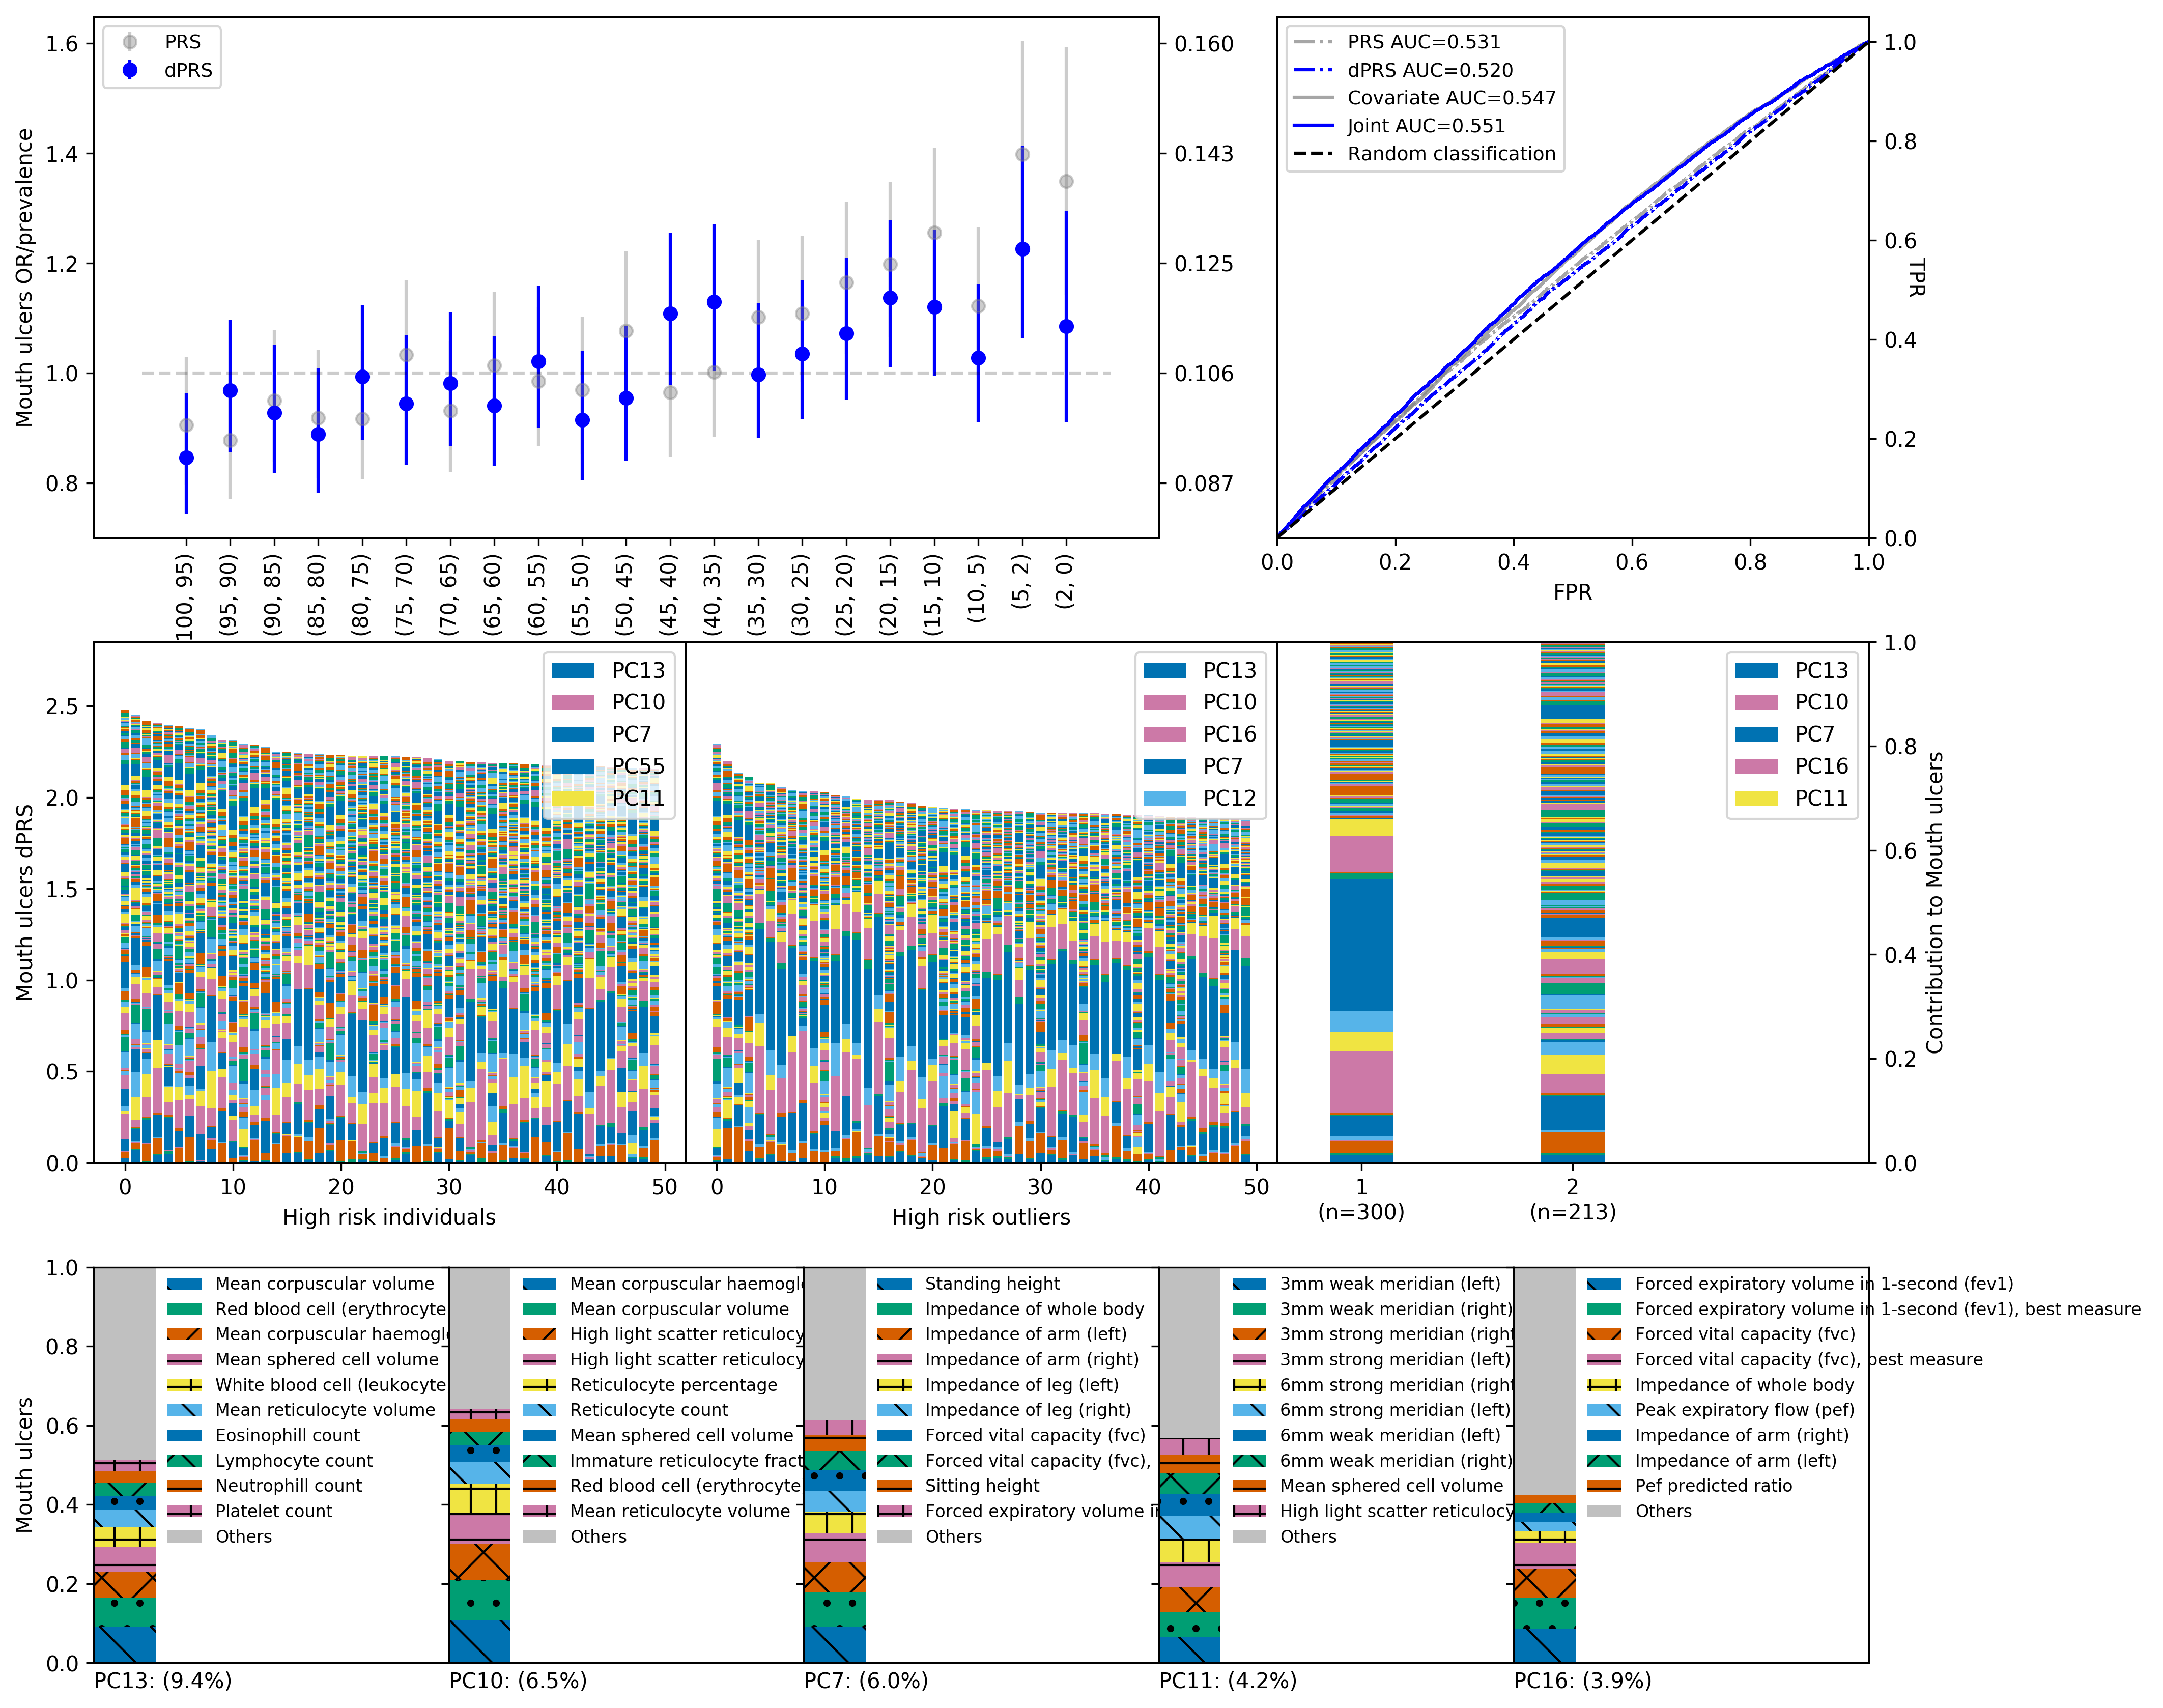 Mouth ulcers OR/prevalence
1.6
1.4
1.2
1.0
0.8
PRS
dPRS
0.160
0.143
0.125
0.106
0.087
100, 95)
(95, 90)
(90, 85)
(85, 80)
(80, 75)
(75, 70)
(70, 65)
(65, 60)
(60, 55)
(55, 50)
(50, 45)
(45, 40)
(40, 35)
(35, 30)
(30, 25)
(25, 20)
(20, 15)
(15, 10)
(10, 5)
(5, 2)
(2, 0)
PRS AUC=0.531
dPRS AUC=0.520
Covariate AUC=0.547
Joint AUC=0.551
Random classification
1.0
0.8
0.6
0.4
0.2
0.0
TPR
0.0 0.2 0.4 0.6 0.8 1.0
FPR
Mouth ulcers dPRS
2.5
2.0
1.5
1.0
0.5
0.0
PC13
PC10
PC7
PC55
PC11
0 10 20 30 40 50
High risk individuals
PC13
PC10
PC16
PC7
PC12
0 10 20 30 40 50
High risk outliers
PC13
PC10
PC7
PC16
PC11
1
(n=300)
2
(n=213)
1.0
0.8
0.6
0.4
0.2
0.0
Contribution to Mouth ulcers
Mouth ulcers
1.0
0.8
0.6
0.4
0.2
0.0
Mean corpuscular volume
Red blood cell (erythrocyte
Mean corpuscular haemoglo
Mean sphered cell volume
White blood cell (leukocyte
Mean reticulocyte volume
Eosinophill count
Lymphocyte count
Neutrophill count
Platelet count
Others
PC13: (9.4%)
Mean corpuscular haemoglo
Mean corpuscular volume
High light scatter reticulocy
High light scatter reticulocy
Reticulocyte percentage
Reticulocyte count
Mean sphered cell volume
Immature reticulocyte fract
Red blood cell (erythrocyte
Mean reticulocyte volume
Others
PC10: (6.5%)
Standing height
Impedance of whole body
Impedance of arm (left)
Impedance of arm (right)
Impedance of leg (left)
Impedance of leg (right)
Forced vital capacity (fvc)
Forced vital capacity (fvc),
Sitting height
Forced expiratory volume in
Others
PC7: (6.0%)
3mm weak meridian (left)
3mm weak meridian (right)
3mm strong meridian (right
3mm strong meridian (left)
6mm strong meridian (right
6mm strong meridian (left)
6mm weak meridian (left)
6mm weak meridian (right)
Mean sphered cell volume
High light scatter reticulocy
Others
PC11: (4.2%)
Forced expiratory volume in 1-second (fev1)
Forced expiratory volume in 1-second (fev1), best measure
Forced vital capacity (fvc)
Forced vital capacity (fvc), best measure
Impedance of whole body
Peak expiratory flow (pef)
Impedance of arm (right)
Impedance of arm (left)
Pef predicted ratio
Others
PC16: (3.9%)